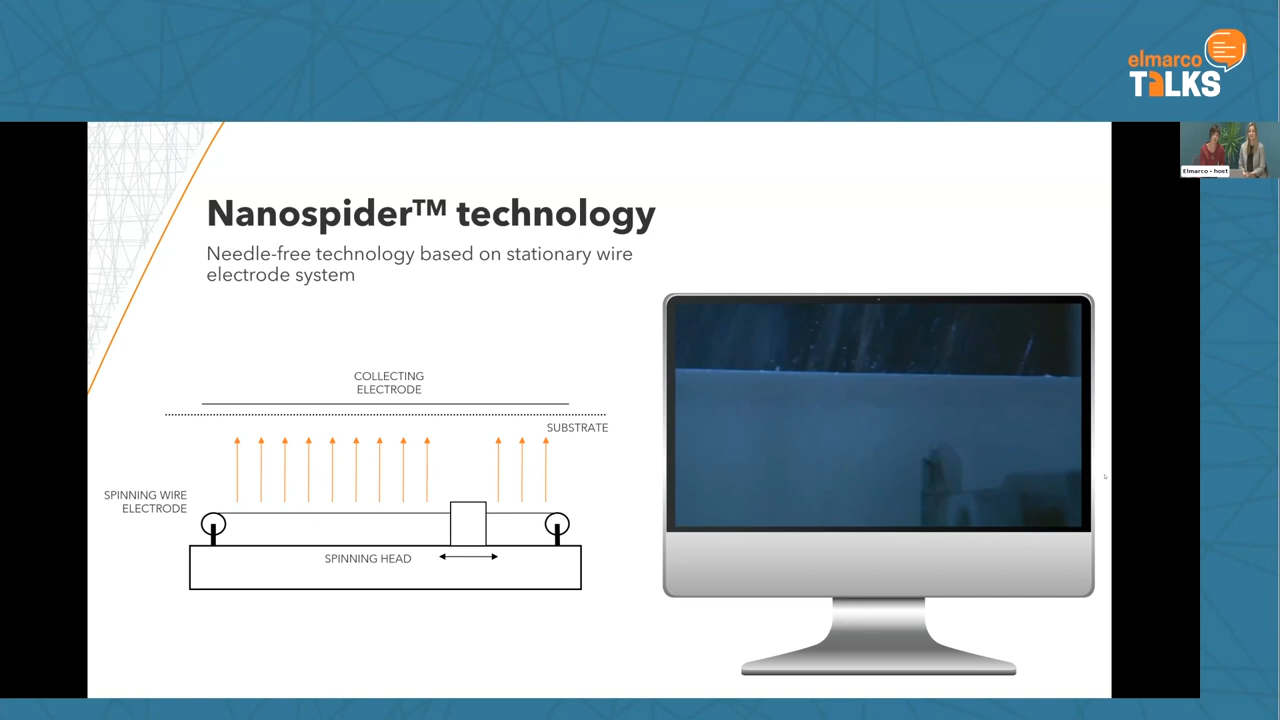 elmarco
TALKS
Elmarco - host
Nanospider™ technology
Needle-free technology based on stationary wire
electrode system
COLLECTING
ELECTRODE
SUBSTRATE
SPINNING WIRE
ELECTRODE
SPINNING HEAD